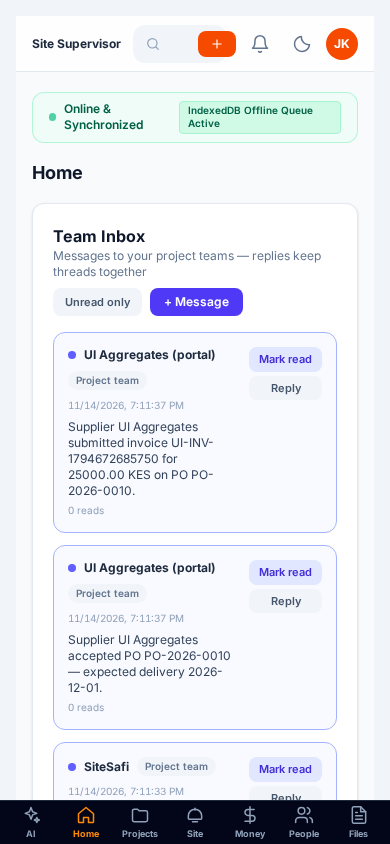 Site Supervisor
JK
Online &
Synchronized
IndexedDB Offline Queue
Active
Home
Team Inbox
Messages to your project teams — replies keep
threads together
Unread only
+ Message
UI Aggregates (portal)
Mark read
Project team
Reply
11/14/2026, 7:11:37 PM
Supplier UI Aggregates
submitted invoice UI-INV-
1794672685750 for
25000.00 KES on PO PO-
2026-0010.
0 reads
UI Aggregates (portal)
Mark read
Project team
Reply
11/14/2026, 7:11:37 PM
Supplier UI Aggregates
accepted PO PO-2026-0010
— expected delivery 2026-
12-01.
0 reads
SiteSafi
Project team
Mark read
11/14/2026, 7:11:33 PM
Reply
AI
Home
Projects
Site
Money
People
Files